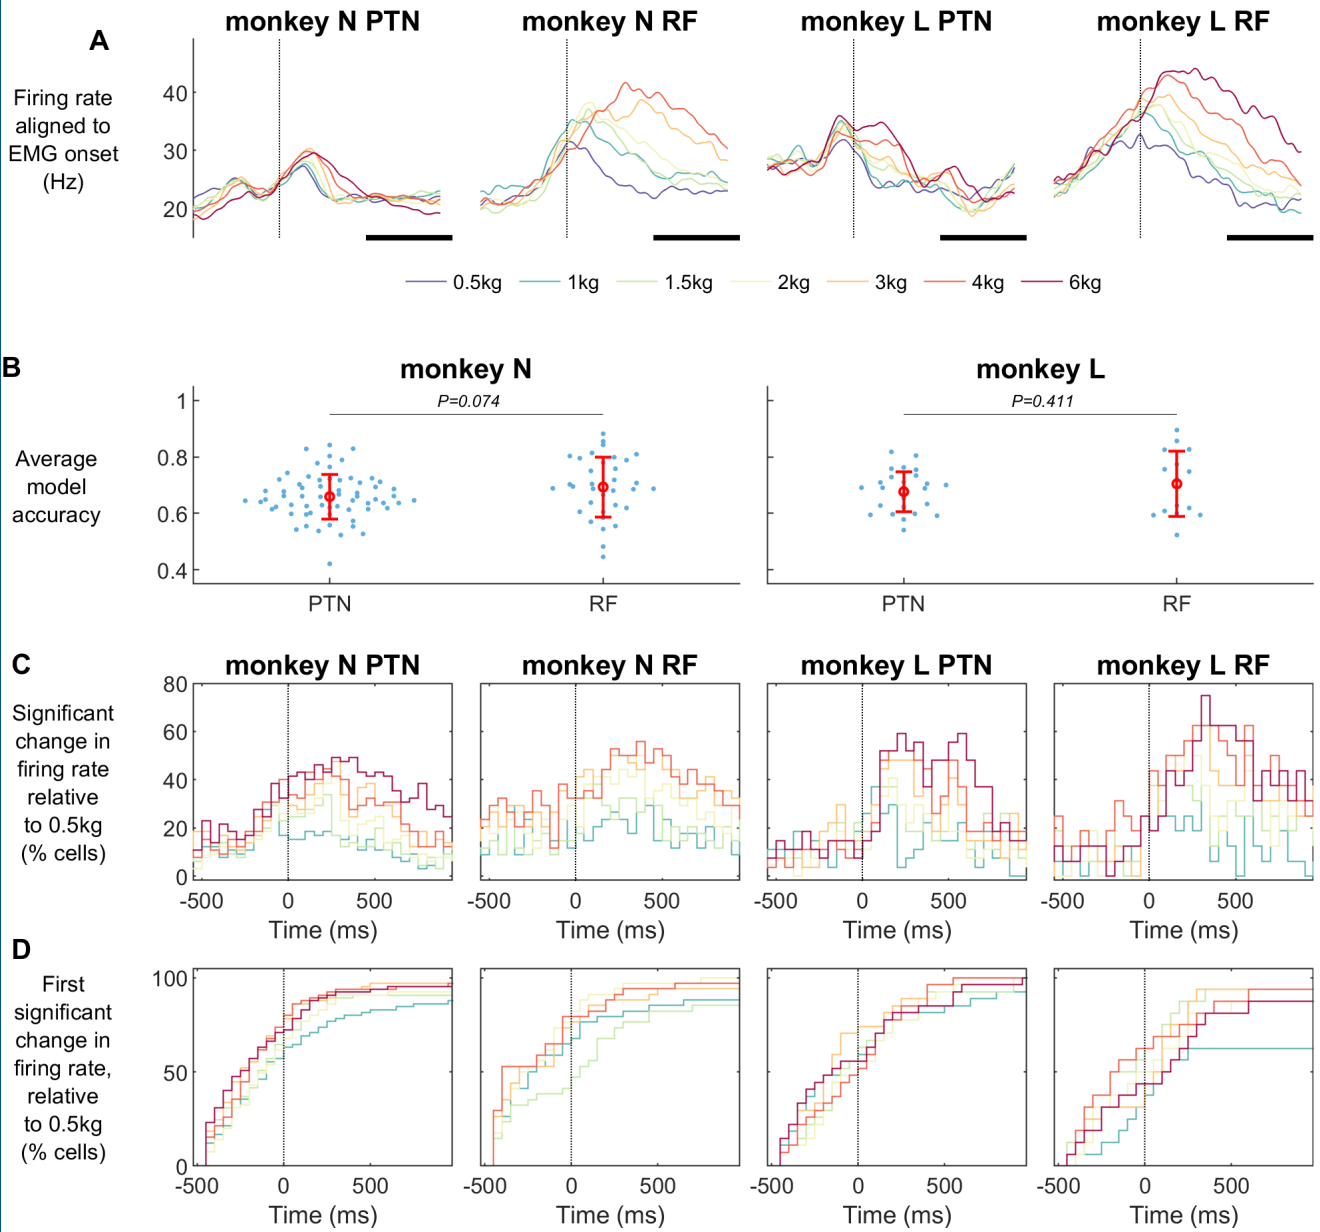 A
monkey N PTN
monkey N RF
monkey L PTN
monkey L RF
Firing rate
aligned to
EMG onset
(Hz)
40
30
20
0.5kg
1kg
1.5kg
2kg
3kg
4kg
6kg
B
monkey N
monkey L
P=0.074
P=0.411
Average
model
accuracy
1
0.8
0.6
0.4
PTN
RF
PTN
RF
C
monkey N PTN
monkey N RF
monkey L PTN
monkey L RF
Significant
change in
firing rate
relative
to 0.5kg
(% cells)
80
60
40
20
0
-500 0 500
-500 0 500
-500 0 500
-500 0 500
Time (ms)
Time (ms)
Time (ms)
Time (ms)
D
First
significant
change in
firing rate,
relative
to 0.5kg
(% cells)
100
50
0
-500 0 500
-500 0 500
-500 0 500
-500 0 500
Time (ms)
Time (ms)
Time (ms)
Time (ms)